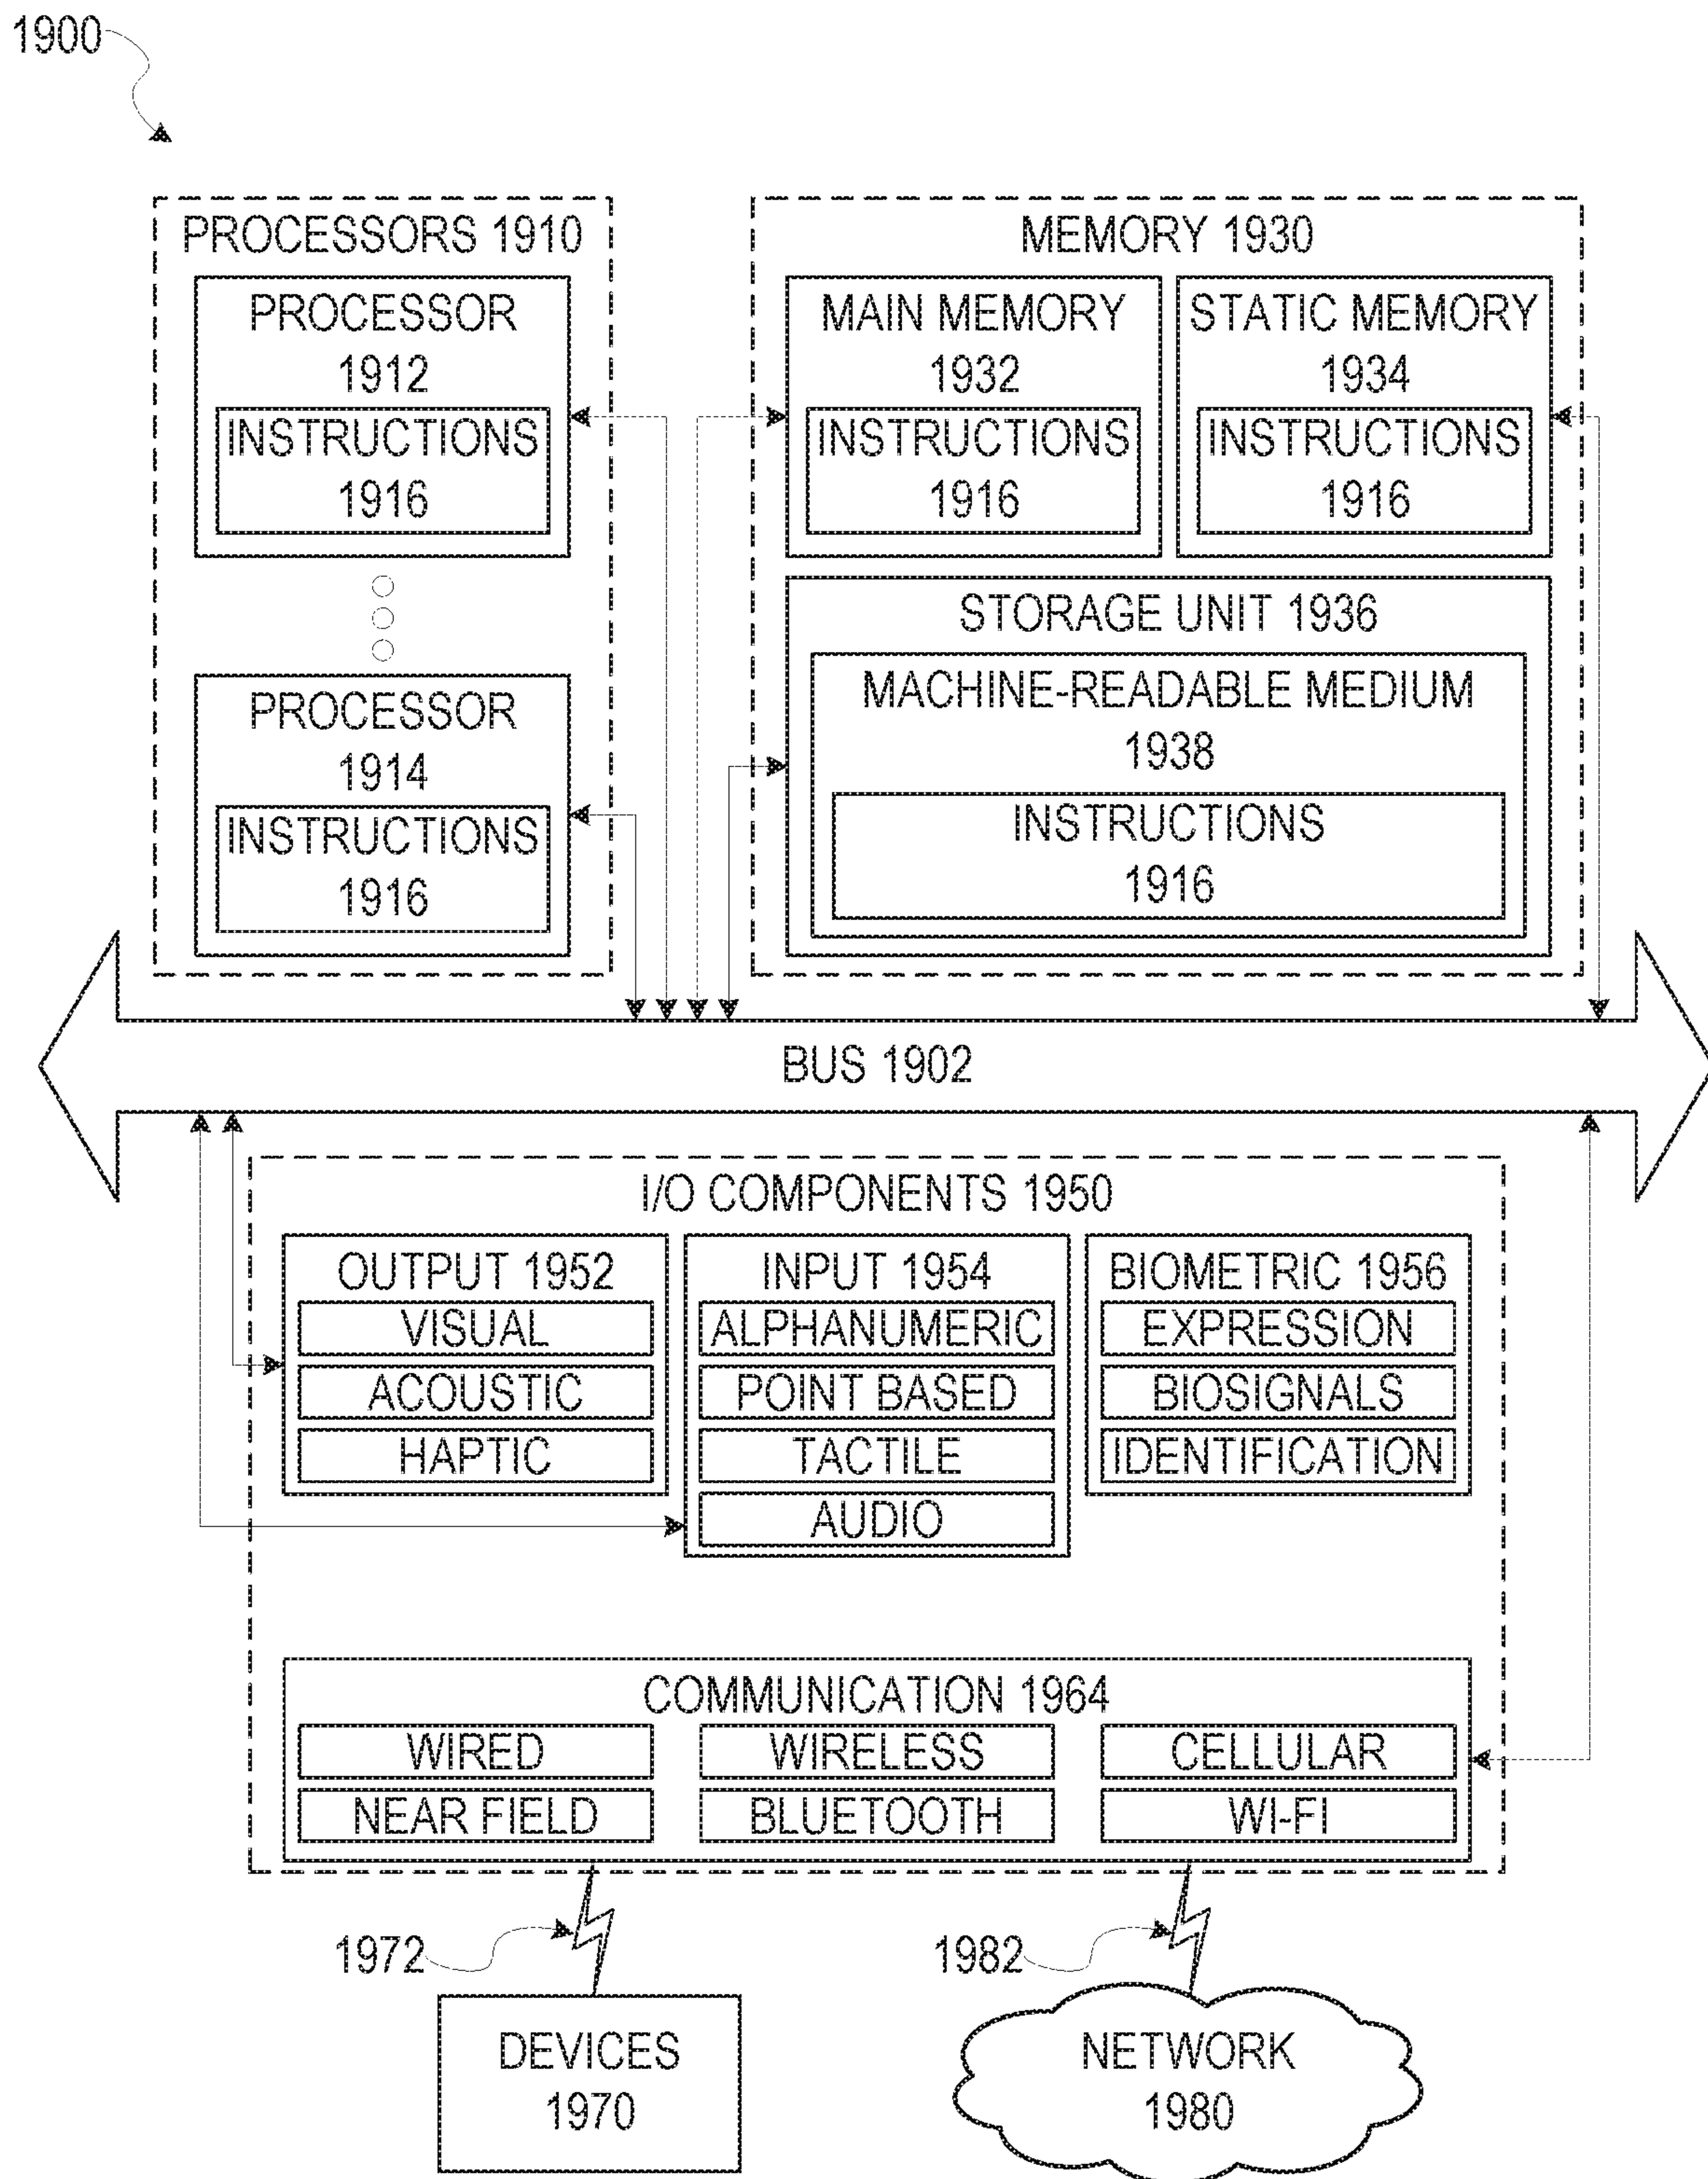 1900
PROCESSORS 1910
PROCESSOR
1912
INSTRUCTIONS
1916
PROCESSOR
1914
INSTRUCTIONS
1916
MEMORY 1930
MAIN MEMORY
1932
INSTRUCTIONS
1916
STATIC MEMORY
1934
INSTRUCTIONS
1916
STORAGE UNIT 1936
MACHINE-READABLE MEDIUM
1938
INSTRUCTIONS
1916
BUS 1902
I/O COMPONENTS 1950
OUTPUT 1952
VISUAL
ACOUSTIC
HAPTIC
INPUT 1954
ALPHANUMERIC
POINT BASED
TACTILE
AUDIO
BIOMETRIC 1956
EXPRESSION
BIOSIGNALS
IDENTIFICATION
COMMUNICATION 1964
WIRED
WIRELESS
CELLULAR
NEAR FIELD
BLUETOOTH
WI-FI
1972
1982
DEVICES
1970
NETWORK
1980